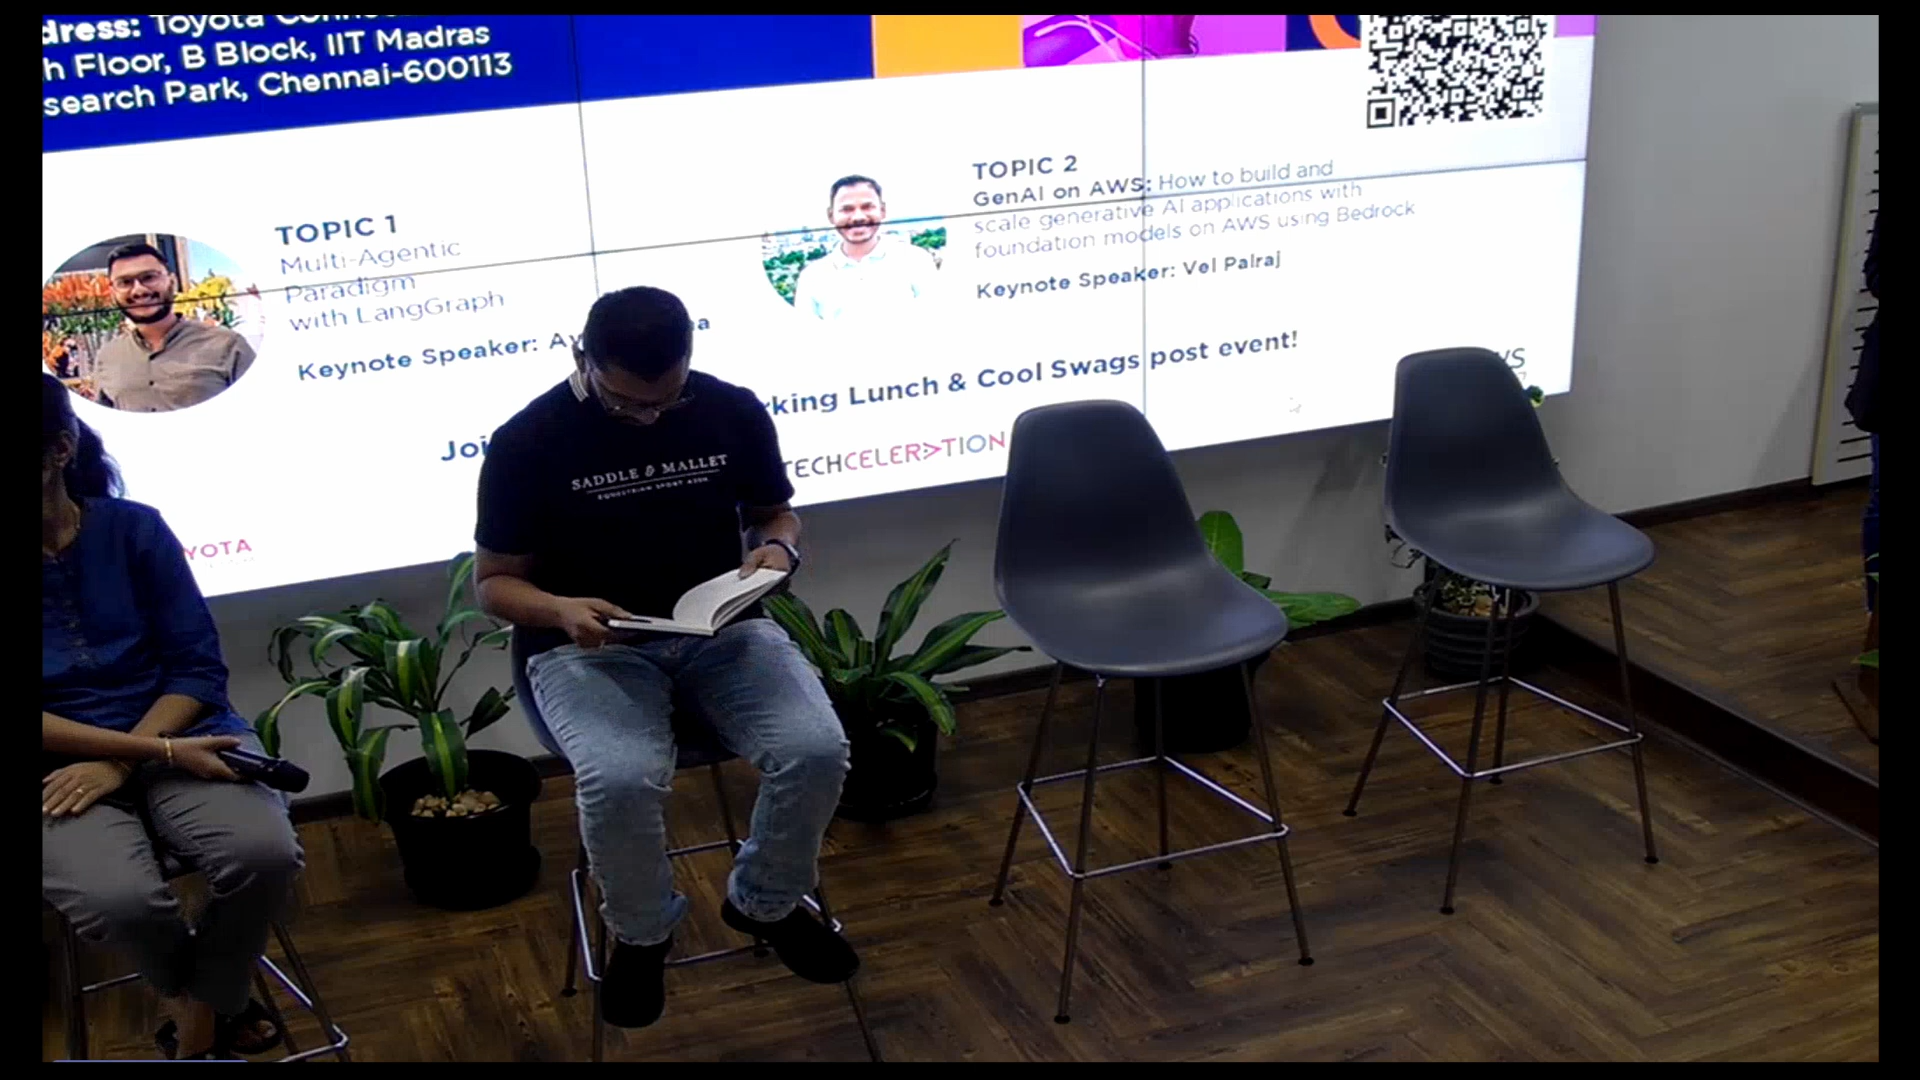 dress: Toyota
h Floor, B Block, IIT Madras
search Park, Chennai-600113
TOPIC 1
Multi-Agentic
Paradigm
with LangGraph
Keynote Speaker:
TOPIC 2
GenAI on AWS: How to build and
scale generative AI applications with
foundation models on AWS using Bedrock
Keynote Speaker: Vel Palraj
Joi
king Lunch & Cool Swags post event!
TECHCELERATION
YOTA
SADDLE & MALLET